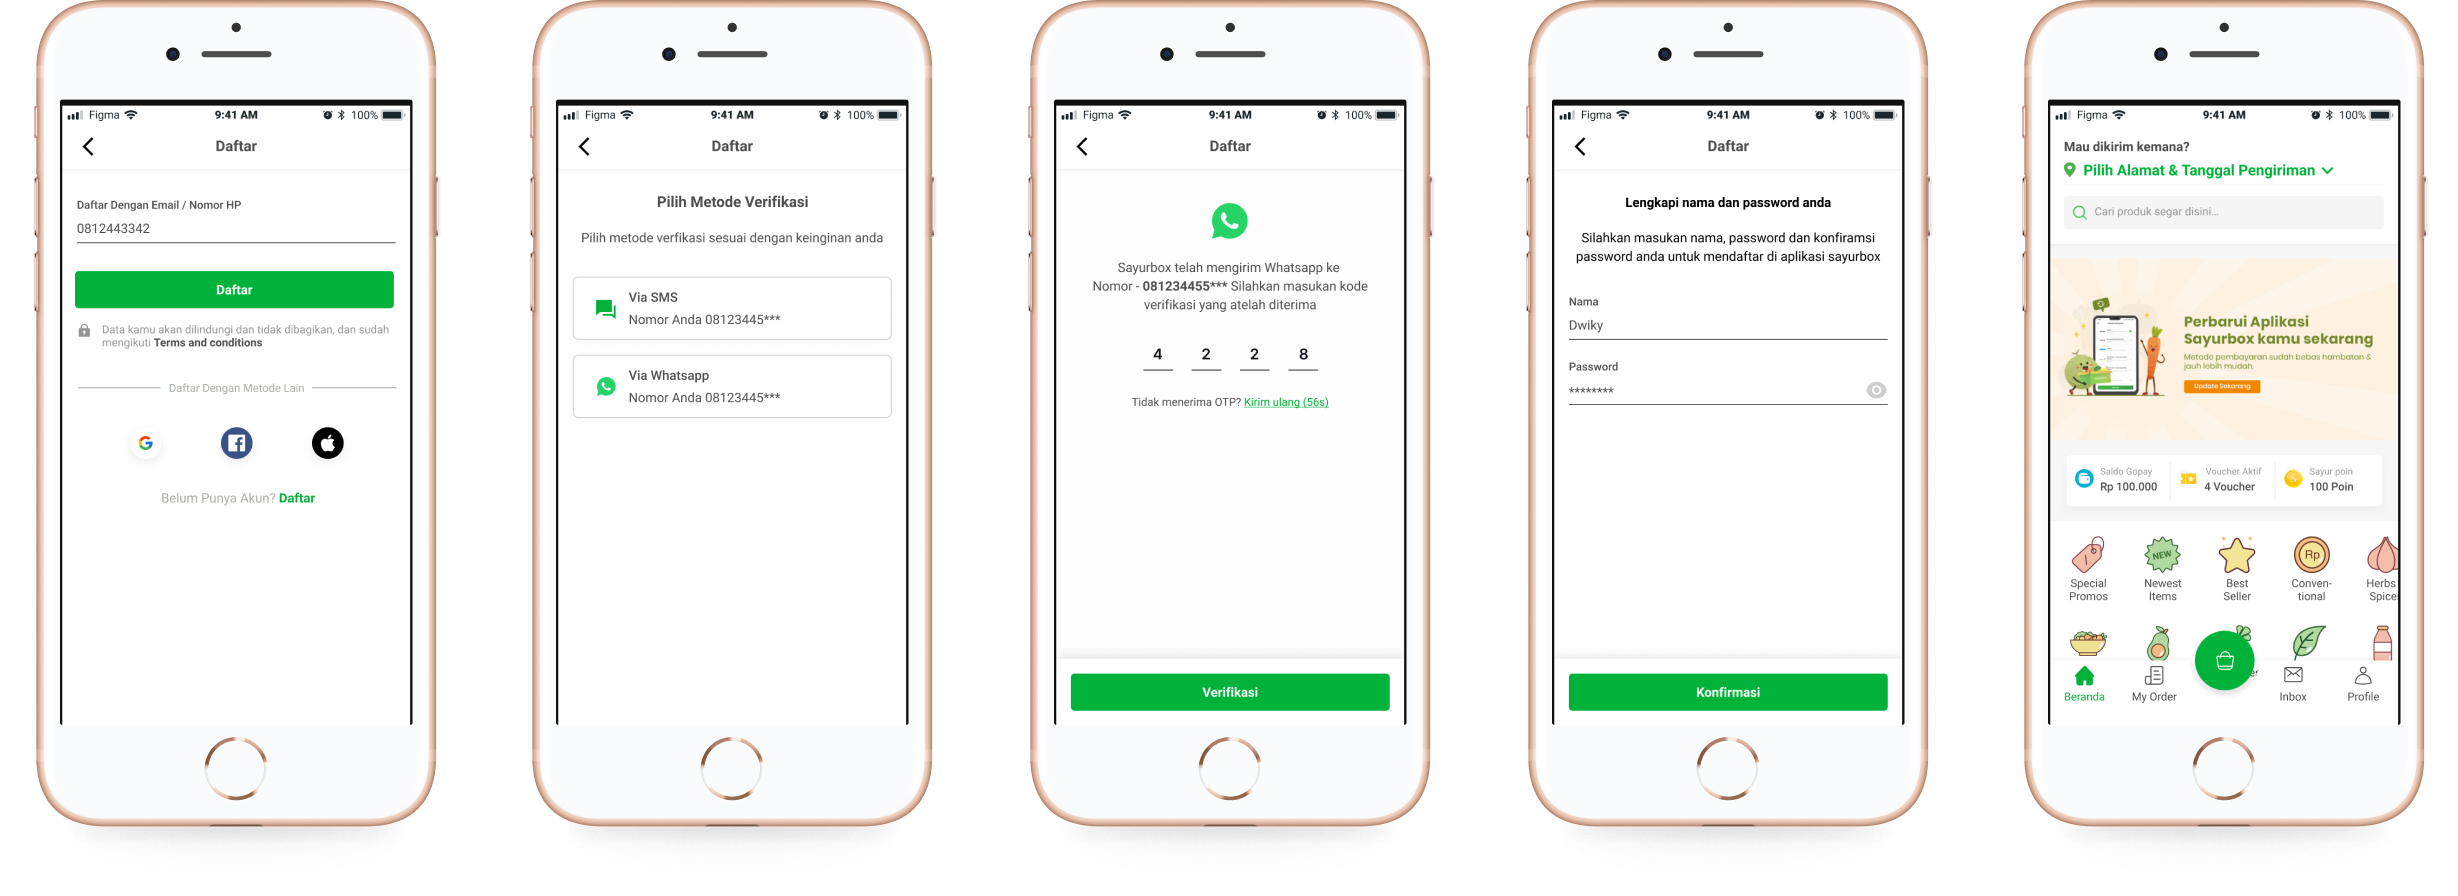 Figma
9:41 AM
100%
Daftar
Daftar Dengan Email / Nomor HP
0812443342
Daftar
Data kamu akan dilindungi dan tidak dibagikan, dan sudah
mengikuti Terms and conditions
Daftar Dengan Metode Lain
Belum Punya Akun? Daftar
Figma
9:41 AM
100%
Daftar
Pilih Metode Verifikasi
Pilih metode verfikasi sesuai dengan keinginan anda
Via SMS
Nomor Anda 08123445***
Via Whatsapp
Nomor Anda 08123445***
Figma
9:41 AM
100%
Daftar
Sayurbox telah mengirim Whatsapp ke
Nomor - 081234455*** Silahkan masukan kode
verifikasi yang atelah diterima
4 2 2 8
Tidak menerima OTP? Kirim ulang (56s)
Verifikasi
Figma
9:41 AM
100%
Daftar
Lengkapi nama dan password anda
Silahkan masukan nama, password dan konfiramsi
password anda untuk mendaftar di aplikasi sayurbox
Nama
Dwiky
Password
********
Konfirmasi
Figma
9:41 AM
100%
Mau dikirim kemana?
Pilih Alamat & Tanggal Pengiriman
Cari produk segar disini...
Perbarui Aplikasi
Sayurbox kamu sekarang
Metode pembayaran sudah bebas hambatan &
jauh lebih mudah.
Update Sekarang
Saldo Gopay
Rp 100.000
Voucher Aktif
4 Voucher
Sayur poin
100 Poin
NEW
Rp
Special
Promos
Newest
Items
Best
Seller
Conven-
tional
Herbs
Spice
Beranda
My Order
Inbox
Profile